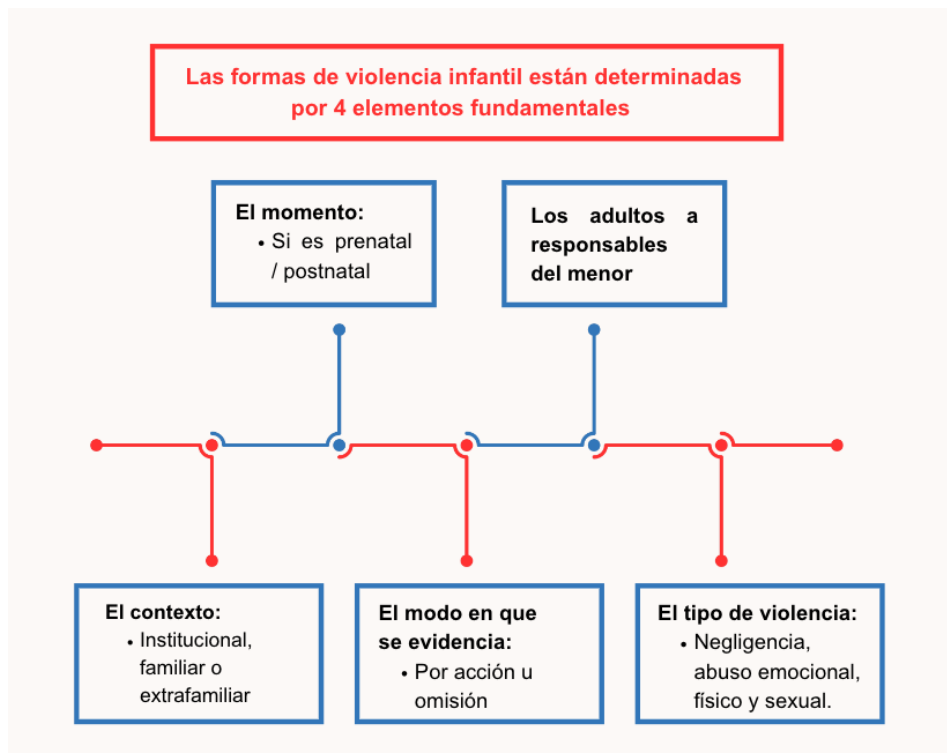 Las formas de violencia infantil están determinadas
por 4 elementos fundamentales
El momento:
• Si es prenatal
/ postnatal
Los adultos a
responsables
del menor
El contexto:
• Institucional,
familiar o
extrafamiliar
El modo en que
se evidencia:
• Por acción u
omisión
El tipo de violencia:
• Negligencia,
abuso emocional,
físico y sexual.